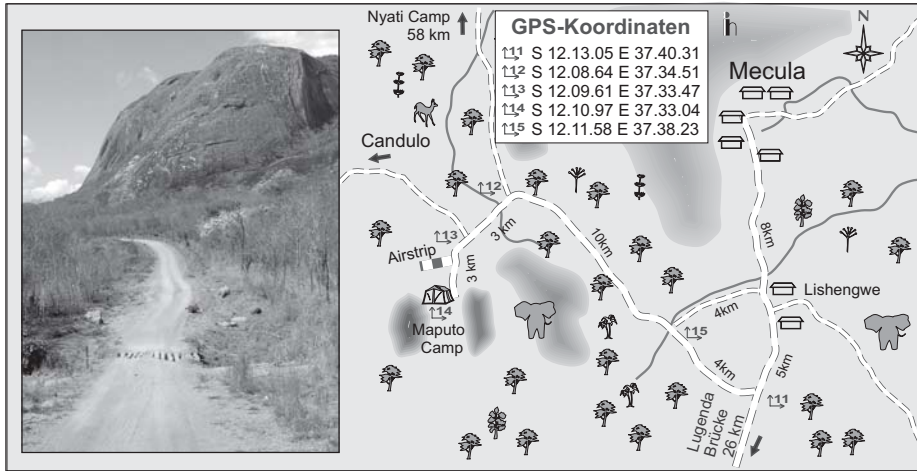 Nyati Camp
58 km
GPS-Koordinaten
11 S 12.13.05 E 37.40.31
12 S 12.08.64 E 37.34.51
13 S 12.09.61 E 37.33.47
14 S 12.10.97 E 37.33.04
15 S 12.11.58 E 37.38.23
N
Mecula
Candulo
12
13
3 km
10km
8km
Airstrip
3 km
14
Maputo
Camp
Lishengwe
4km
15
4km
5km
11
Lugenda
Brücke
26 km